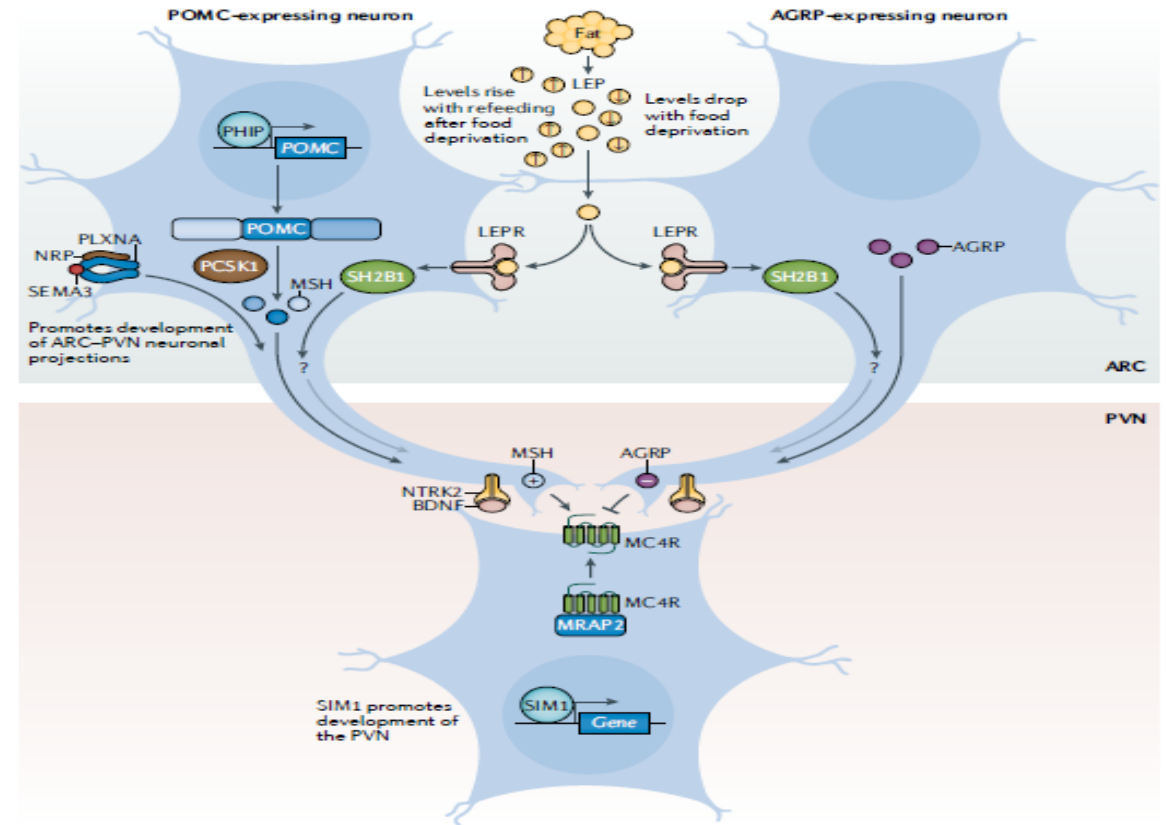 POMC-expressing neuron
AGRP-expressing neuron
Fat
LEP
Levels rise
with refeeding
after food
deprivation
Levels drop
with food
deprivation
PHIP
POMC
POMC
PLXNA
NRP
SEMA3
PCSK1
MSH
SH2B1
LEPR
LEPR
SH2B1
AGRP
Promotes development
of ARC–PVN neuronal
projections
?
?
ARC
PVN
MSH
AGRP
+
−
NTRK2
BDNF
MC4R
MC4R
MRAP2
SIM1 promotes
development of
the PVN
SIM1
Gene